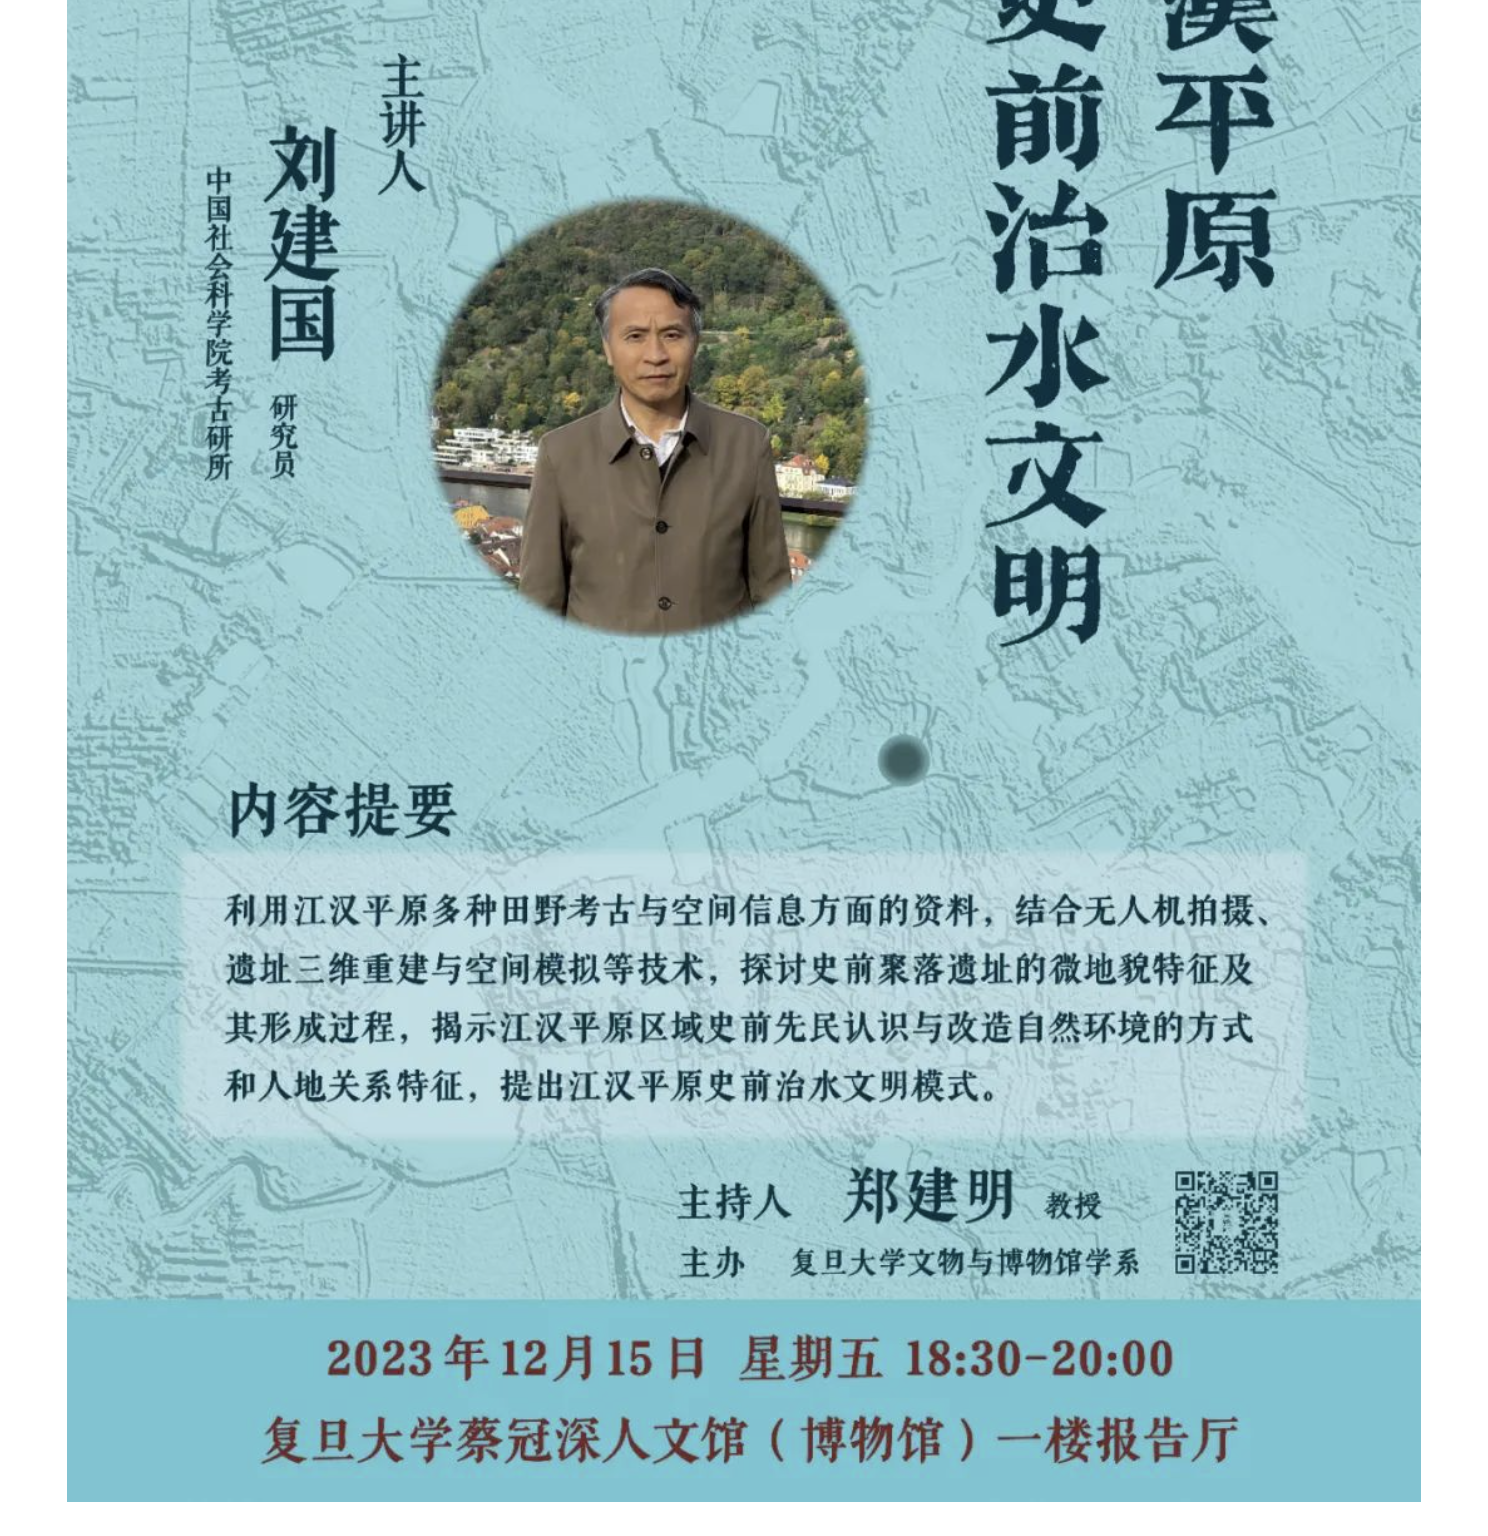 漢平原
史前治水文明
主讲人
刘建国 研究员
中国社会科学院考古研所
内容提要
利用江汉平原多种田野考古与空间信息方面的资料，结合无人机拍摄、
遗址三维重建与空间模拟等技术，探讨史前聚落遗址的微地貌特征及
其形成过程，揭示江汉平原区域史前先民认识与改造自然环境的方式
和人地关系特征，提出江汉平原史前治水文明模式。
主持人 郑建明 教授
主办 复旦大学文物与博物馆学系
2023年12月15日 星期五 18:30-20:00
复旦大学蔡冠深人文馆（博物馆）一楼报告厅